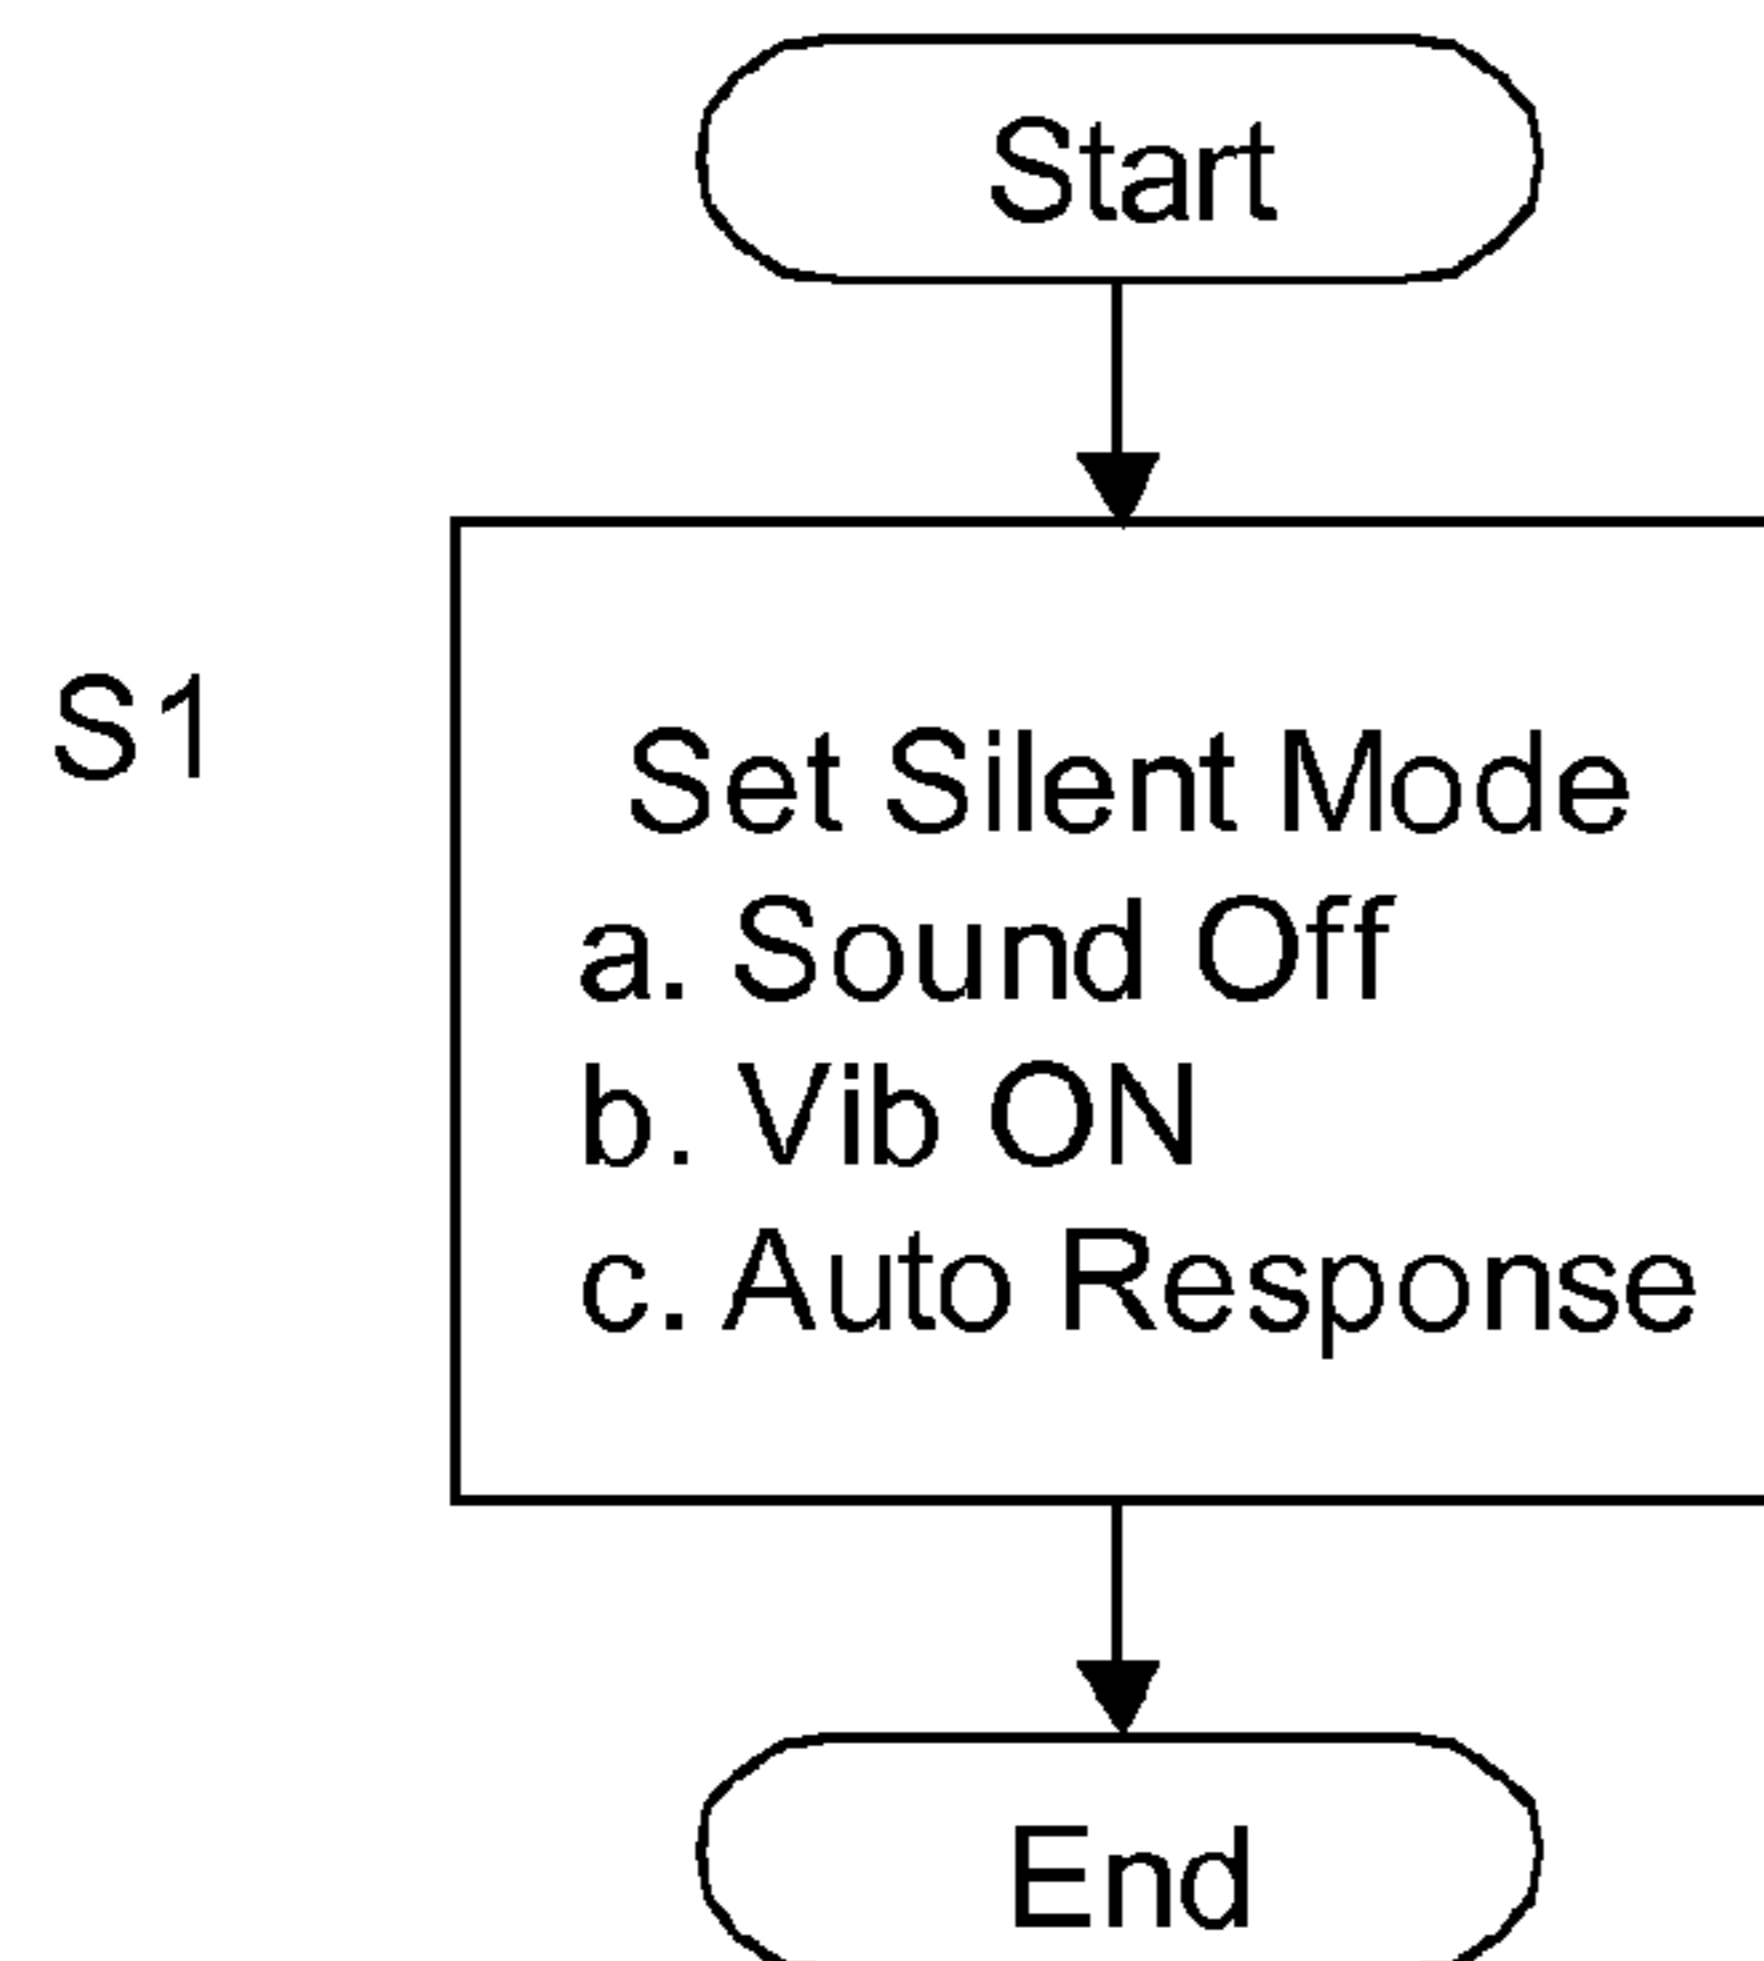 Start
S1
Set Silent Mode
a. Sound Off
b. Vib ON
c. Auto Response
End